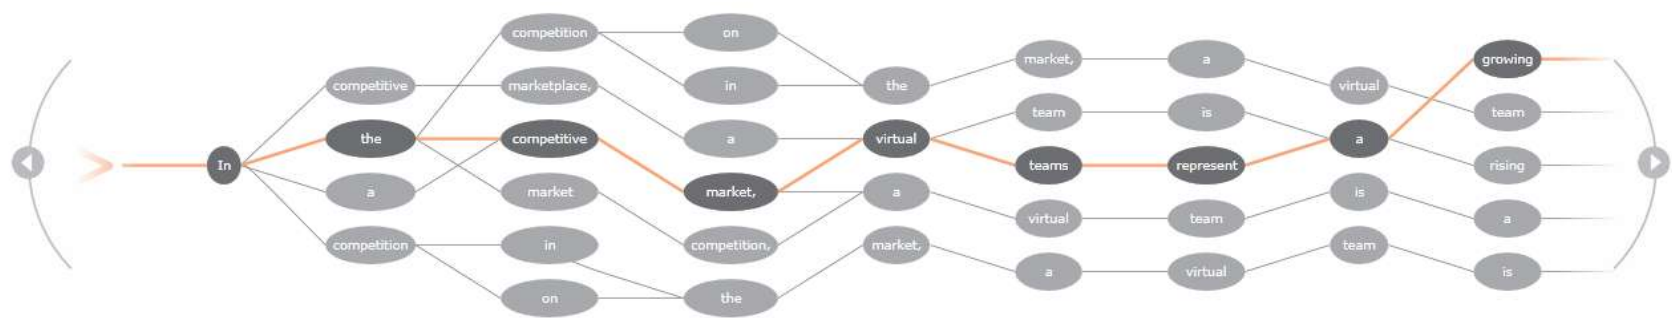 In
competitive
the
a
competition
competition
marketplace,
competitive
market
in
on
on
in
a
market,
competition,
the
the
virtual
a
market,
market,
team
teams
virtual
a
a
is
represent
team
virtual
virtual
a
is
team
growing
team
rising
a
is